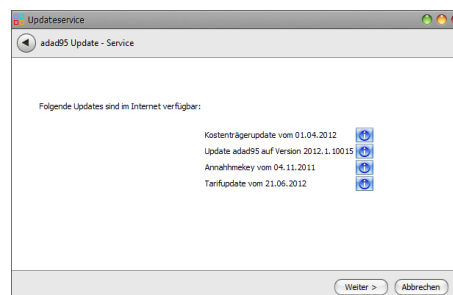 Updateservice
adad95 Update - Service
Folgende Updates sind im Internet verfügbar:
Kostenträgerupdate vom 01.04.2012
Update adad95 auf Version 2012.1.10015
Annahhmekey vom 04.11.2011
Tarifupdate vom 21.06.2012
Weiter >
Abbrechen